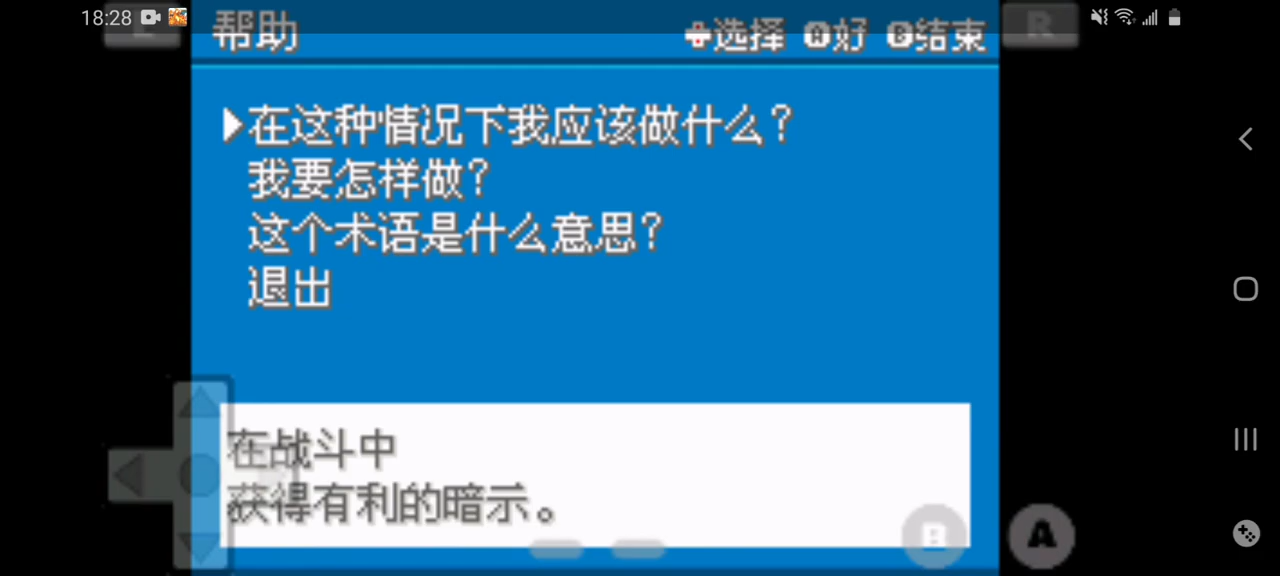 18:28
帮助
选择 A好 B结束
▶在这种情况下我应该做什么？
我要怎样做？
这个术语是什么意思？
退出
在战斗中
获得有利的暗示。
B
A
R